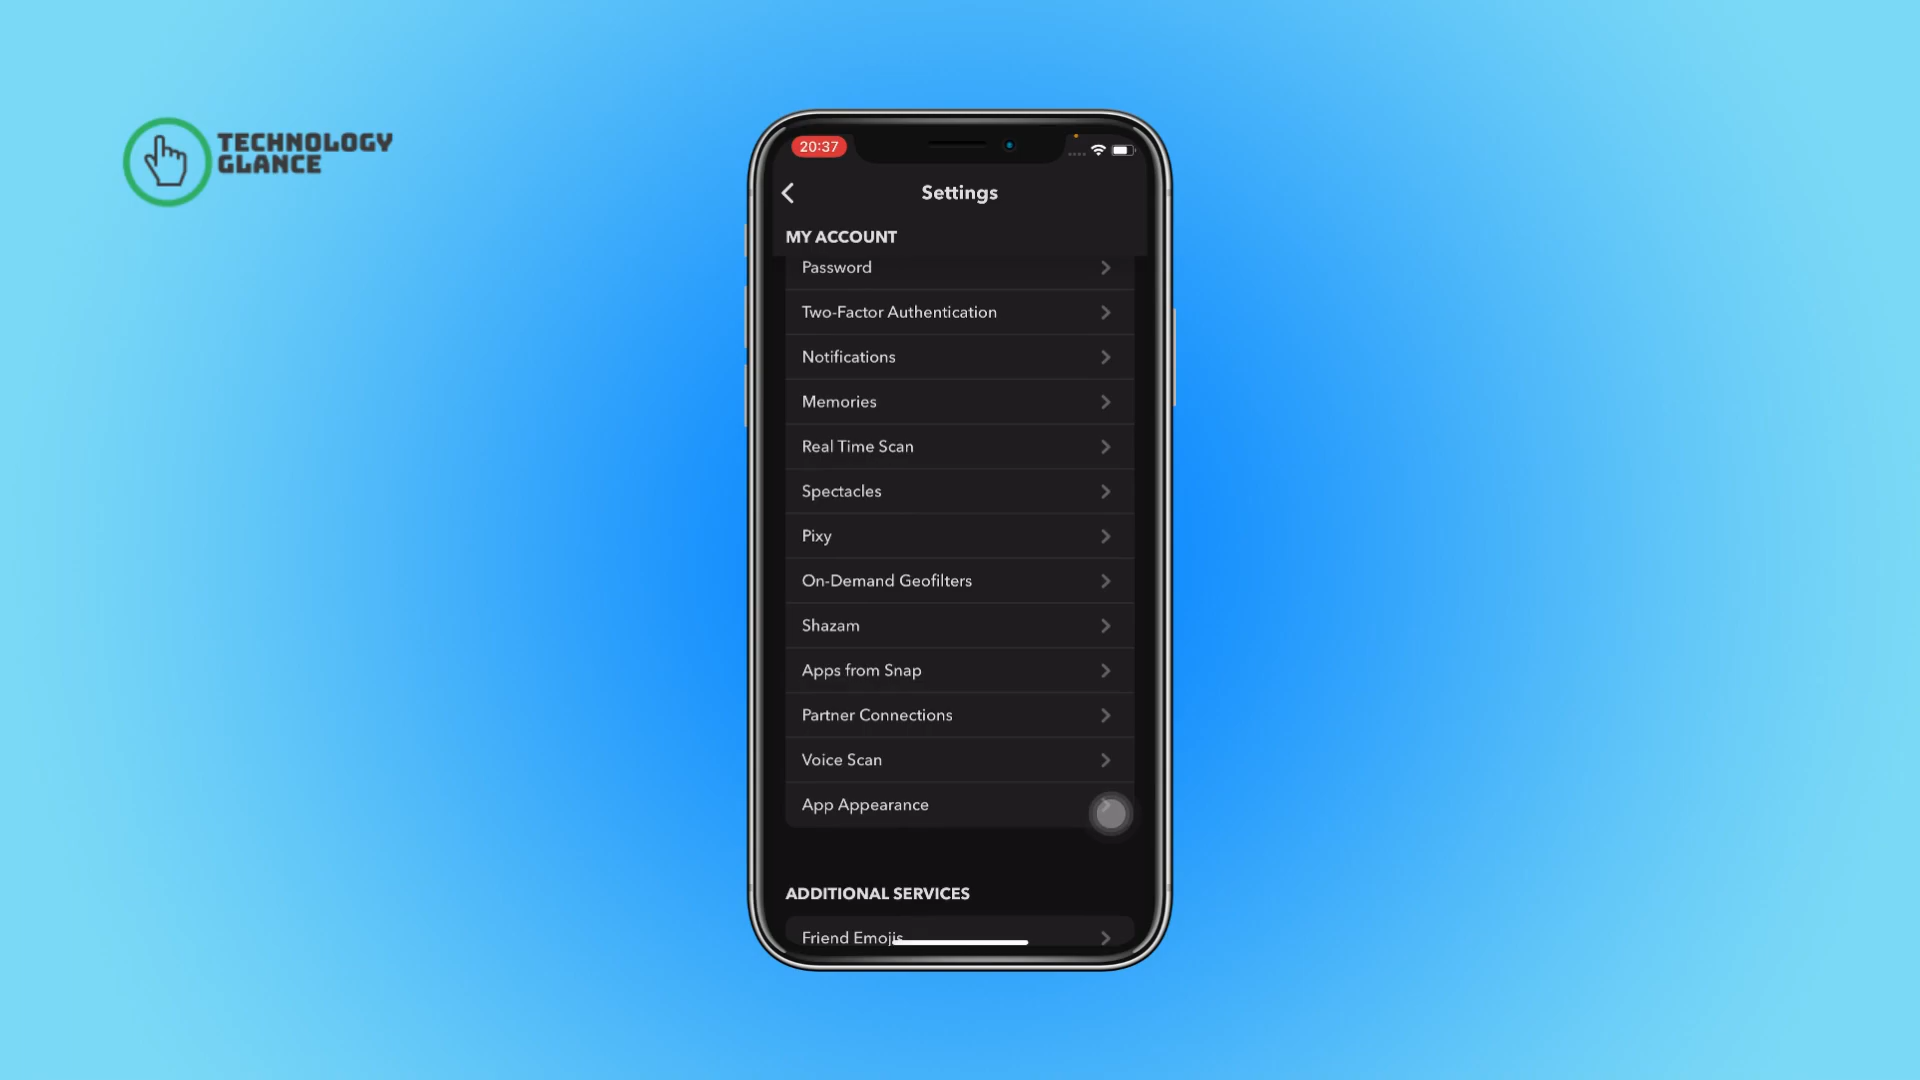 TECHNOLOGY
GLANCE
20:37
Settings
MY ACCOUNT
Password
Two-Factor Authentication
Notifications
Memories
Real Time Scan
Spectacles
Pixy
On-Demand Geofilters
Shazam
Apps from Snap
Partner Connections
Voice Scan
App Appearance
ADDITIONAL SERVICES
Friend Emojis